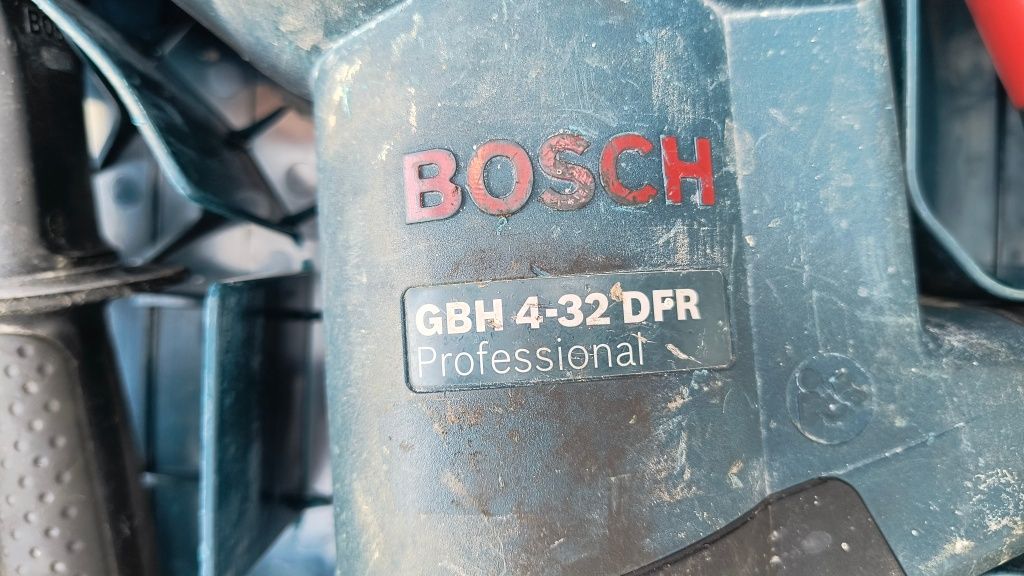 BOSCH
GBH 4-32 DFR
Professional